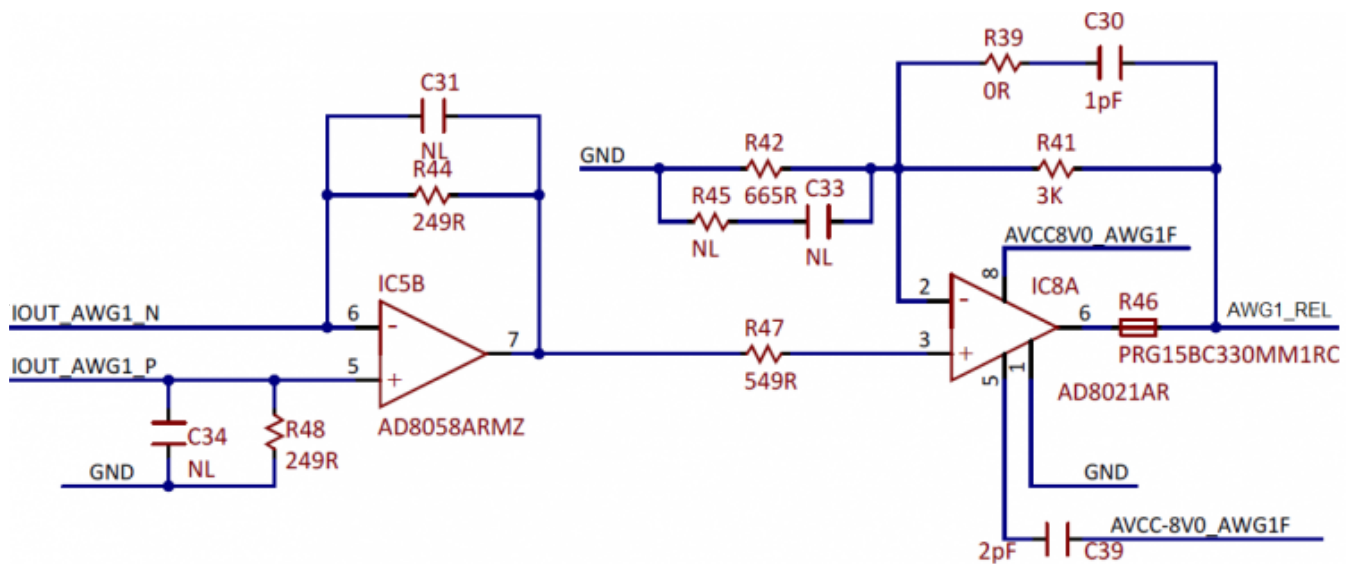 C30
R39
0R
1pF
C31
NL
R44
249R
GND
R42
665R
R45
NL
C33
NL
R41
3K
AVCC8V0_AWG1F
IC5B
IOUT_AWG1_N
6
-
7
IOUT_AWG1_P
5
+
AD8058ARMZ
R47
549R
2
-
8
IC8A
3
+
6
R46
AWG1_REL
PRG15BC330MM1RC
5
1
AD8021AR
C34
NL
R48
249R
GND
GND
2pF
C39
AVCC-8V0_AWG1F